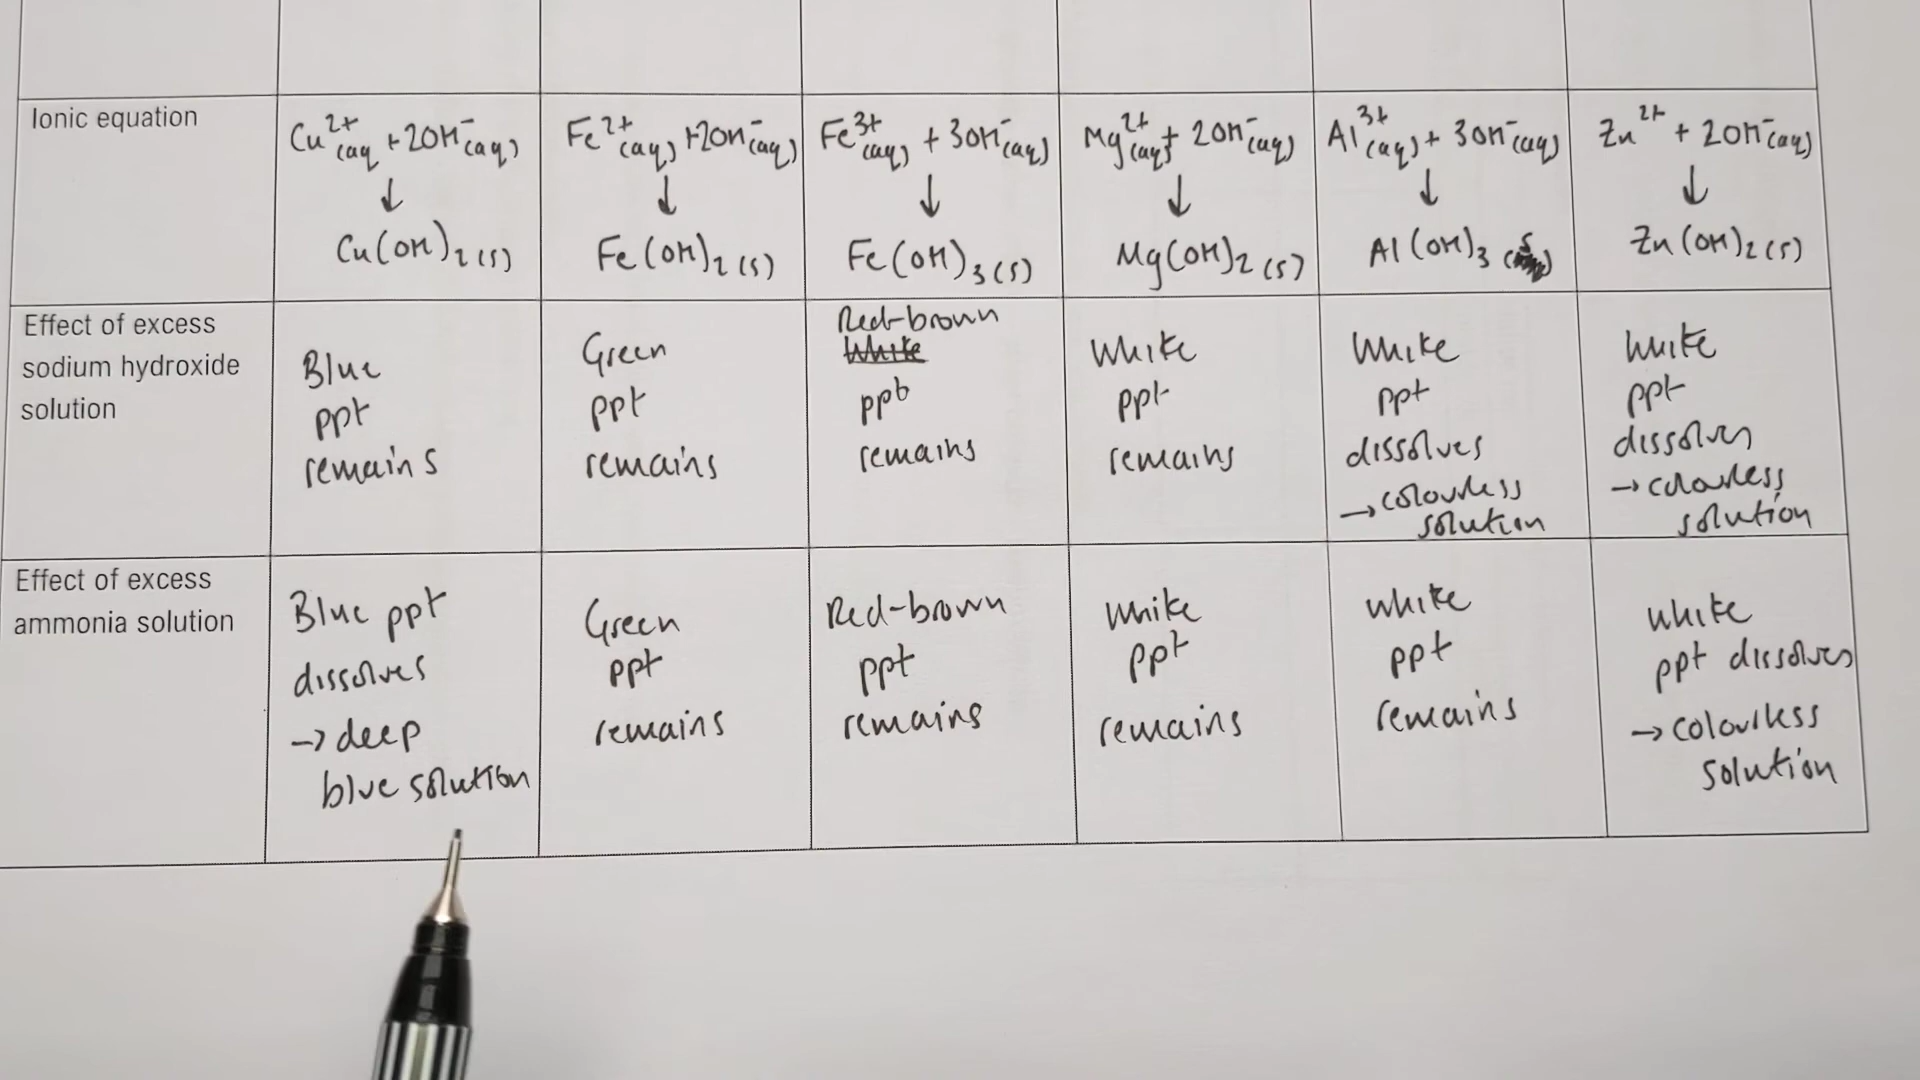 Ionic equation
Cu²⁺(aq + 2OH⁻(aq)
↓
Cu(OH)₂(s)
Fe²⁺(aq) + 2OH⁻(aq)
↓
Fe(OH)₂(s)
Fe³⁺(aq) + 3OH⁻(aq)
↓
Fe(OH)₃(s)
Mg²⁺(aq) + 2OH⁻(aq)
↓
Mg(OH)₂(s)
Al³⁺(aq) + 3OH⁻(aq)
↓
Al(OH)₃(s)
Zn²⁺ + 2OH⁻(aq)
↓
Zn(OH)₂(s)
Effect of excess
sodium hydroxide
solution
Blue
ppt
remains
Green
ppt
remains
Red-brown
White
ppt
remains
White
ppt
remains
White
ppt
dissolves
→ colourless
solution
White
ppt
dissolves
→ colourless
solution
Effect of excess
ammonia solution
Blue ppt
dissolves
→ deep
blue solution
Green
ppt
remains
Red-brown
ppt
remains
White
ppt
remains
White
ppt
remains
White
ppt dissolves
→ colourless
solution